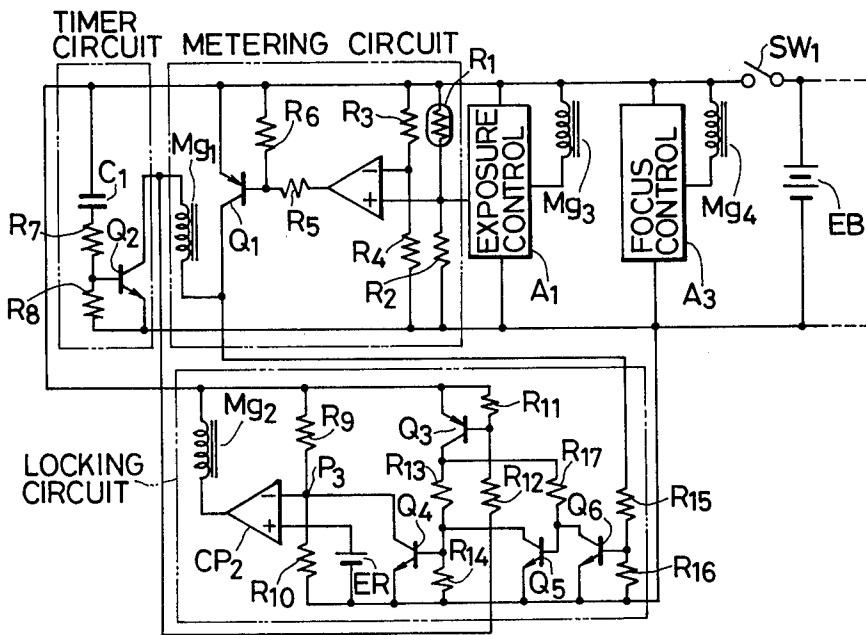 TIMER
CIRCUIT
METERING CIRCUIT
SW1
R1
R3
R6
Mg1
C1
R7
Q2
R8
Q1
R5
−
+
R4
R2
EXPOSURE
CONTROL
Mg3
A1
FOCUS
CONTROL
Mg4
A3
EB
LOCKING
CIRCUIT
Mg2
R9
P3
Q3
R11
R13
R12
R17
R15
−
+
CP2
R10
ER
Q4
R14
Q5
Q6
R16